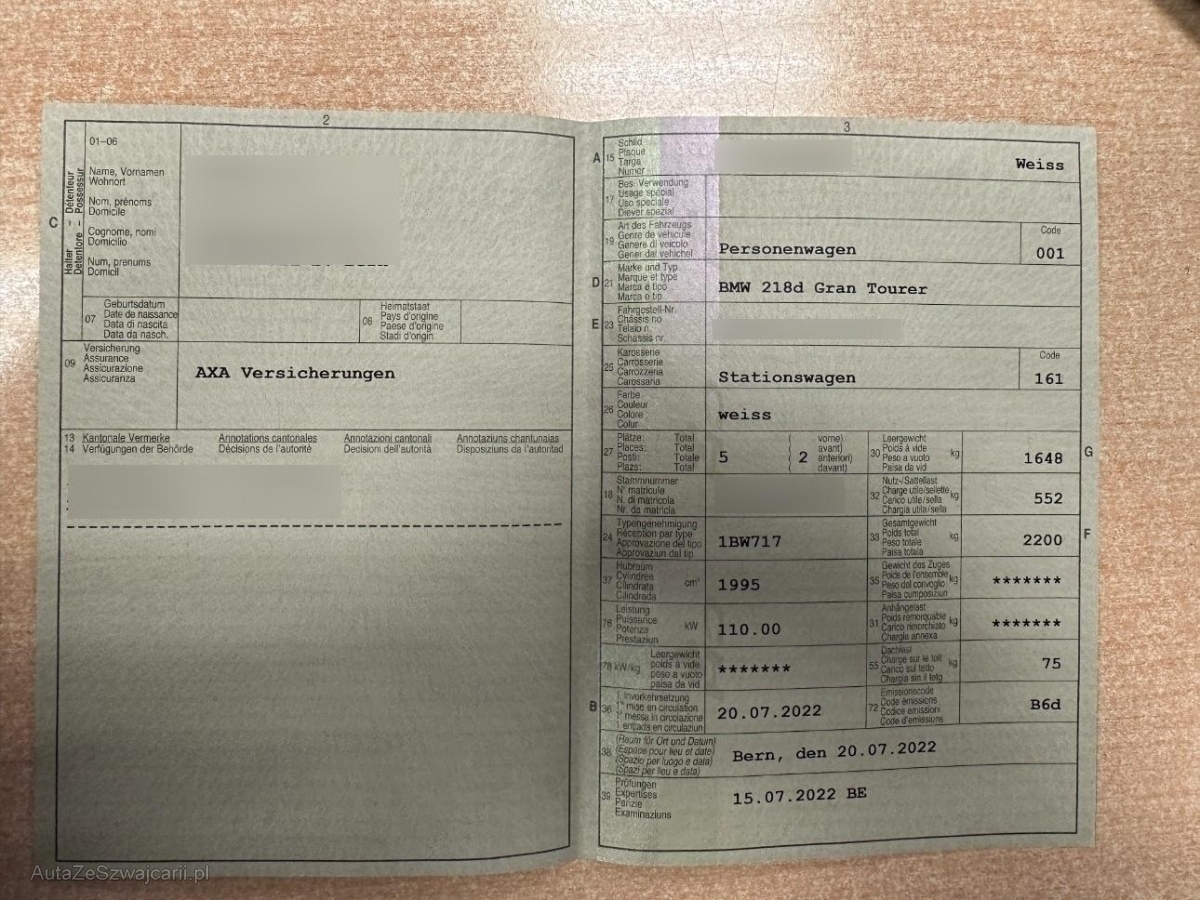 2
01-06
C
Halter – Détenteur
Detentore – Possessur
Name, Vornamen
Wohnort
Nom, prénoms
Domicile
Cognome, nomi
Domicilio
Num, prenums
Domicil
07
Geburtsdatum
Date de naissance
Data di nascita
Data da nasch.
Heimatstaat
Pays d'origine
Paese d'origine
Stadi d'origin
09
Versicherung
Assurance
Assicurazione
Assicuranza
AXA Versicherungen
13 Kantonale Vermerke Annotations cantonales Annotazioni cantonali Annotaziuns chantunalas
14 Verfügungen der Behörde Décisions de l'autorité Decisioni dell'autorità Disposiziuns da l'autoritad
3
A 15
Schild
Plaque
Targa
Numer
Weiss
17
Bes. Verwendung
Usage spécial
Uso speciale
Diever spezial
19
Art des Fahrzeugs
Genre de véhicule
Genere di veicolo
Gener dal vehichel
Personenwagen
Code
001
D 21
Marke und Typ
Marque et type
Marca e tipo
Marca e tip
BMW 218d Gran Tourer
E 23
Fahrgestell-Nr.
Châssis no
Telaio n.
Schassis nr.
25
Karosserie
Carrosserie
Carrozzeria
Carossaria
Stationswagen
Code
161
26
Farbe
Couleur
Colore
Colur
weiss
27
Plätze: Total
Places: Total
Posti: Totale
Plazs: Total
5
2
vorne)
avant)
anteriori)
davant)
30
Leergewicht
Poids à vide
Peso a vuoto
Paisa da vid
kg
1648
G
18
Stammnummer
N° matricule
N. di matricola
Nr. da matricla
32
Nutz-/Sattellast
Charge utile/sellette
Carico utile/sella
Chargia utila/sella
kg
552
24
Typengenehmigung
Réception par type
Approvazione del tipo
Approvaziun dal tip
1BW717
33
Gesamtgewicht
Poids total
Peso totale
Paisa totala
kg
2200
F
37
Hubraum
Cylindrée
Cilindrata
Cilindrada
cm³
1995
35
Gewicht des Zuges
Poids de l'ensemble
Peso del convoglio
Paisa cumposiziun
kg
*******
76
Leistung
Puissance
Potenza
Prestaziun
kW
110.00
31
Anhängelast
Poids remorquable
Carico rimorchiato
Chargia annexa
kg
*******
78 kW/kg
Leergewicht
poids à vide
peso a vuoto
paisa da vid
*******
55
Dachlast
Charge sur le toit
Carico sul tetto
Chargia sin il tetg
kg
75
B 36
1. Inverkehrsetzung
1re mise en circulation
1a messa in circolazione
1. entrada en circulaziun
20.07.2022
72
Emissionscode
Code émissions
Codice emissioni
Code d'emissiuns
B6d
38
(Raum für Ort und Datum)
(Espace pour lieu et date)
(Spazio per luogo e data)
(Spazi per lieu e data)
Bern, den 20.07.2022
39
Prüfungen
Expertises
Perizie
Examinaziuns
15.07.2022 BE
AutaZeSzwajcarii.pl